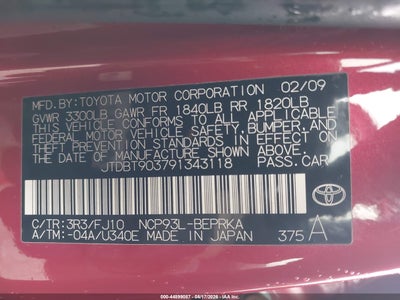 MFD.BY:TOYOTA MOTOR CORPORATION 02/09
GVWR 3300LB GAWR FR 1840LB RR 1820LB
THIS VEHICLE CONFORMS TO ALL APPLICABLE
FEDERAL MOTOR VEHICLE SAFETY, BUMPER, AND
THEFT PREVENTION STANDARDS IN EFFECT ON
THE DATE OF MANUFACTURE SHOWN ABOVE.
JTDBT903791343118 PASS.CAR
TOYOTA
C/TR:3R3/FJ10 NCP93L-BEPRKA
A/TM:-04A/U340E MADE IN JAPAN 375 A
000-44899087 - 04/17/2026 - 000